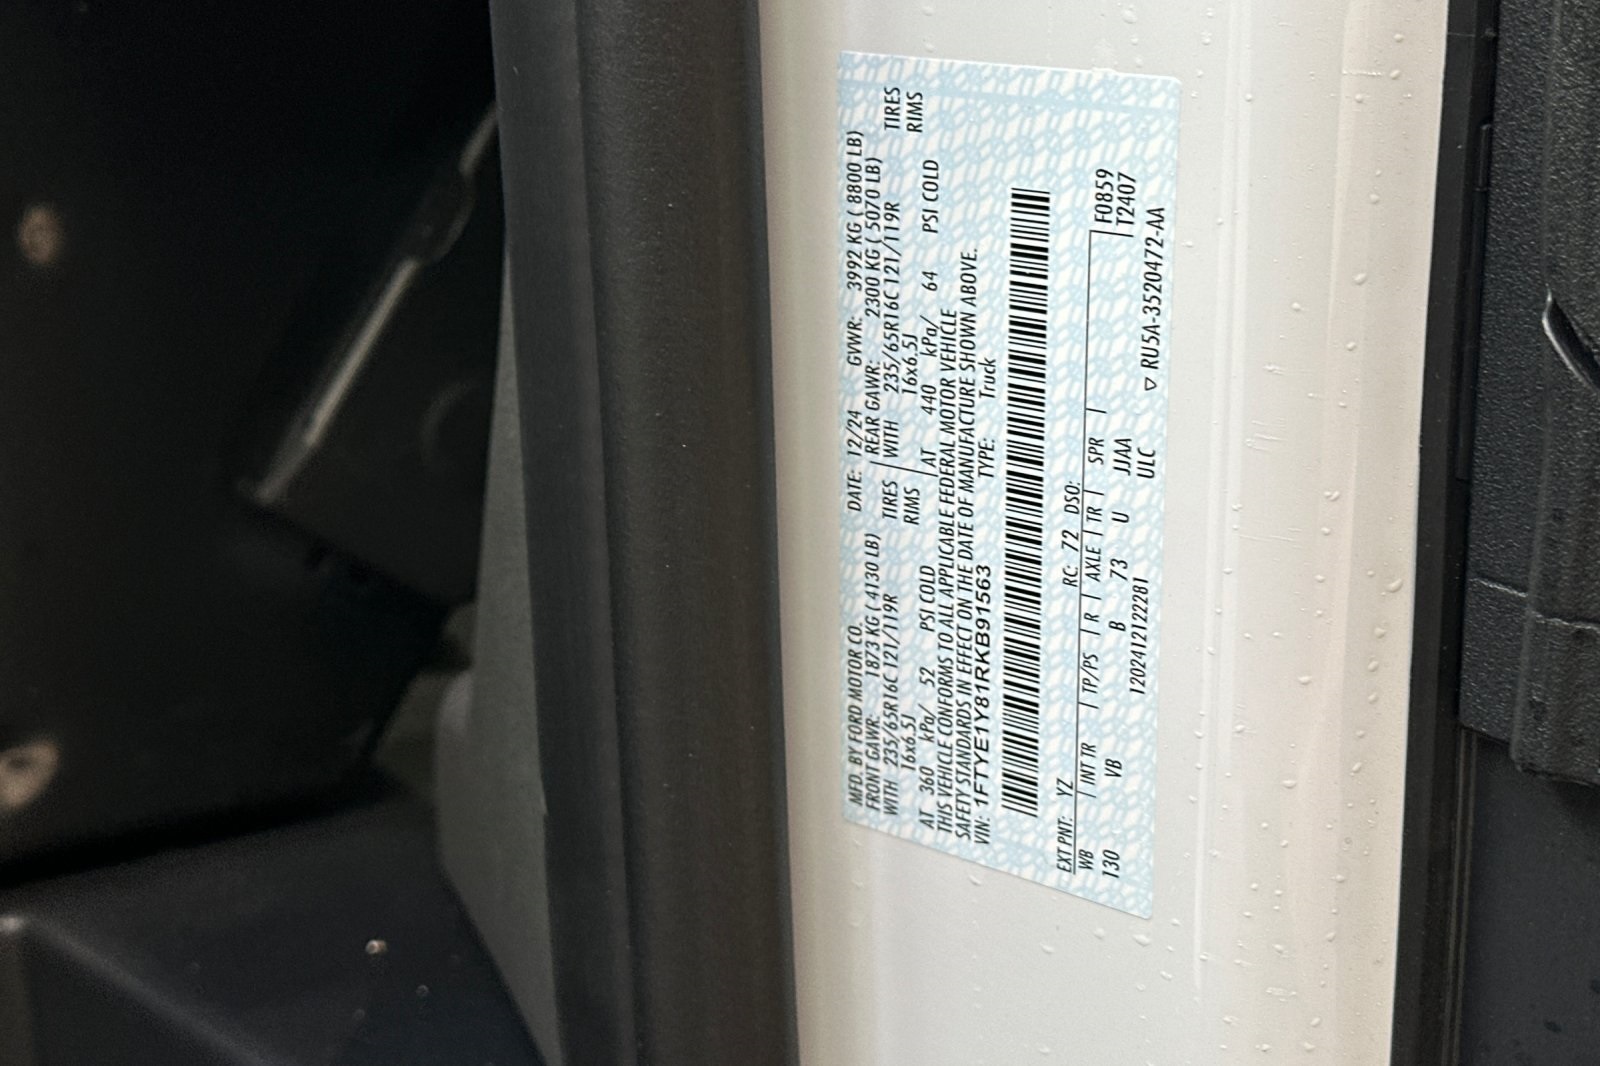 MFD. BY FORD MOTOR CO. DATE: 12/24 GVWR: 3992 KG ( 8800 LB)
FRONT GAWR: 1873 KG ( 4130 LB) REAR GAWR: 2300 KG ( 5070 LB)
WITH 235/65R16C 121/119R TIRES WITH 235/65R16C 121/119R TIRES
16x6.5J RIMS 16x6.5J RIMS
AT 360 kPa/ 52 PSI COLD AT 440 kPa/ 64 PSI COLD
THIS VEHICLE CONFORMS TO ALL APPLICABLE FEDERAL MOTOR VEHICLE
SAFETY STANDARDS IN EFFECT ON THE DATE OF MANUFACTURE SHOWN ABOVE.
VIN: 1FTYE1Y81RKB91563 TYPE: Truck
EXT PNT: YZ RC: 72 DSO:
WB | INT TR | TP/PS | R | AXLE | TR | SPR | F0859
130 VB B 73 U JJAA T2407
120241212228​1 ULC ▽ RU5A-3520472-AA